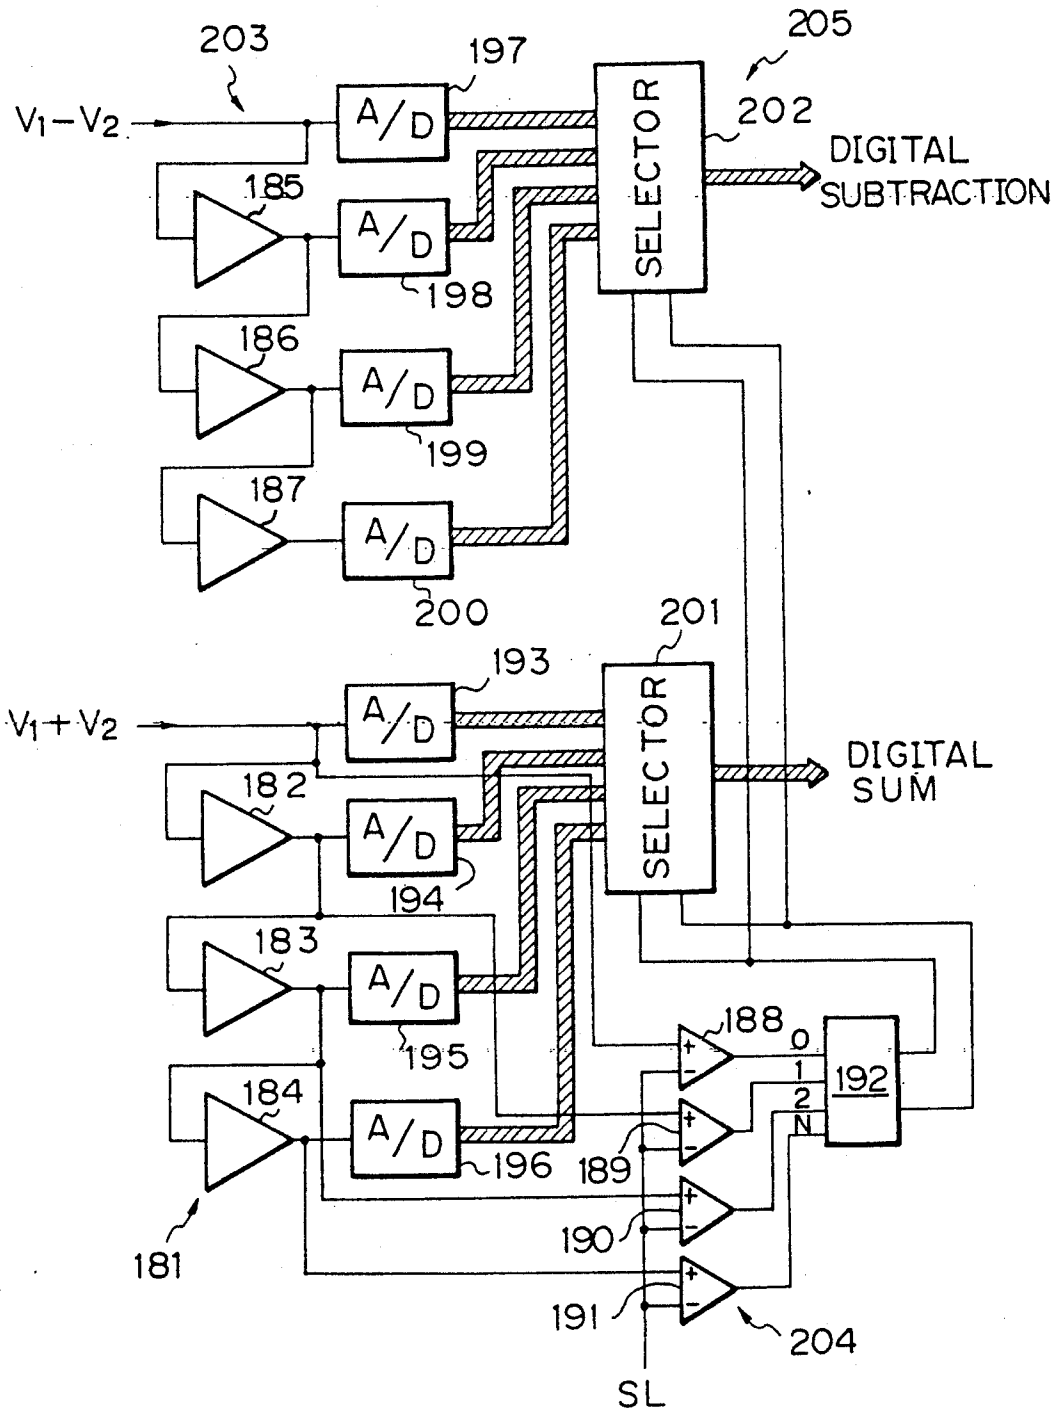 203
197
205
V1-V2
A/D
SELECTOR
202
DIGITAL
SUBTRACTION
185
A/D
198
186
A/D
199
187
A/D
200
201
193
V1+V2
A/D
SELECTOR
DIGITAL
SUM
182
A/D
194
183
A/D
195
188
+
-
0
1
2
N
192
184
A/D
196
+
-
189
+
-
190
181
+
-
191
204
SL